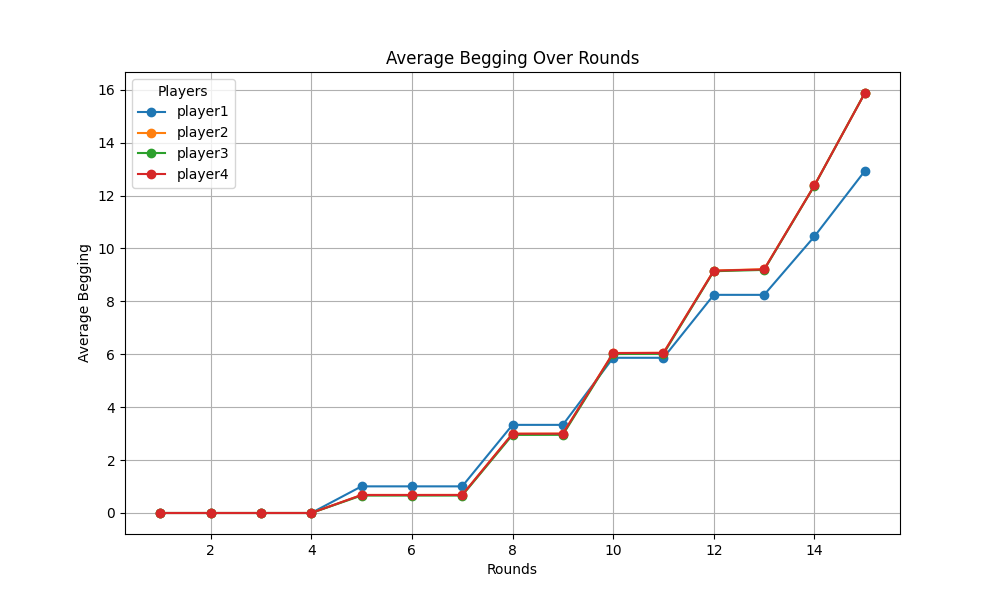 Average Begging Over Rounds
Players
player1
player2
player3
player4
Average Begging
16
14
12
10
8
6
4
2
0
2 4 6 8 10 12 14
Rounds